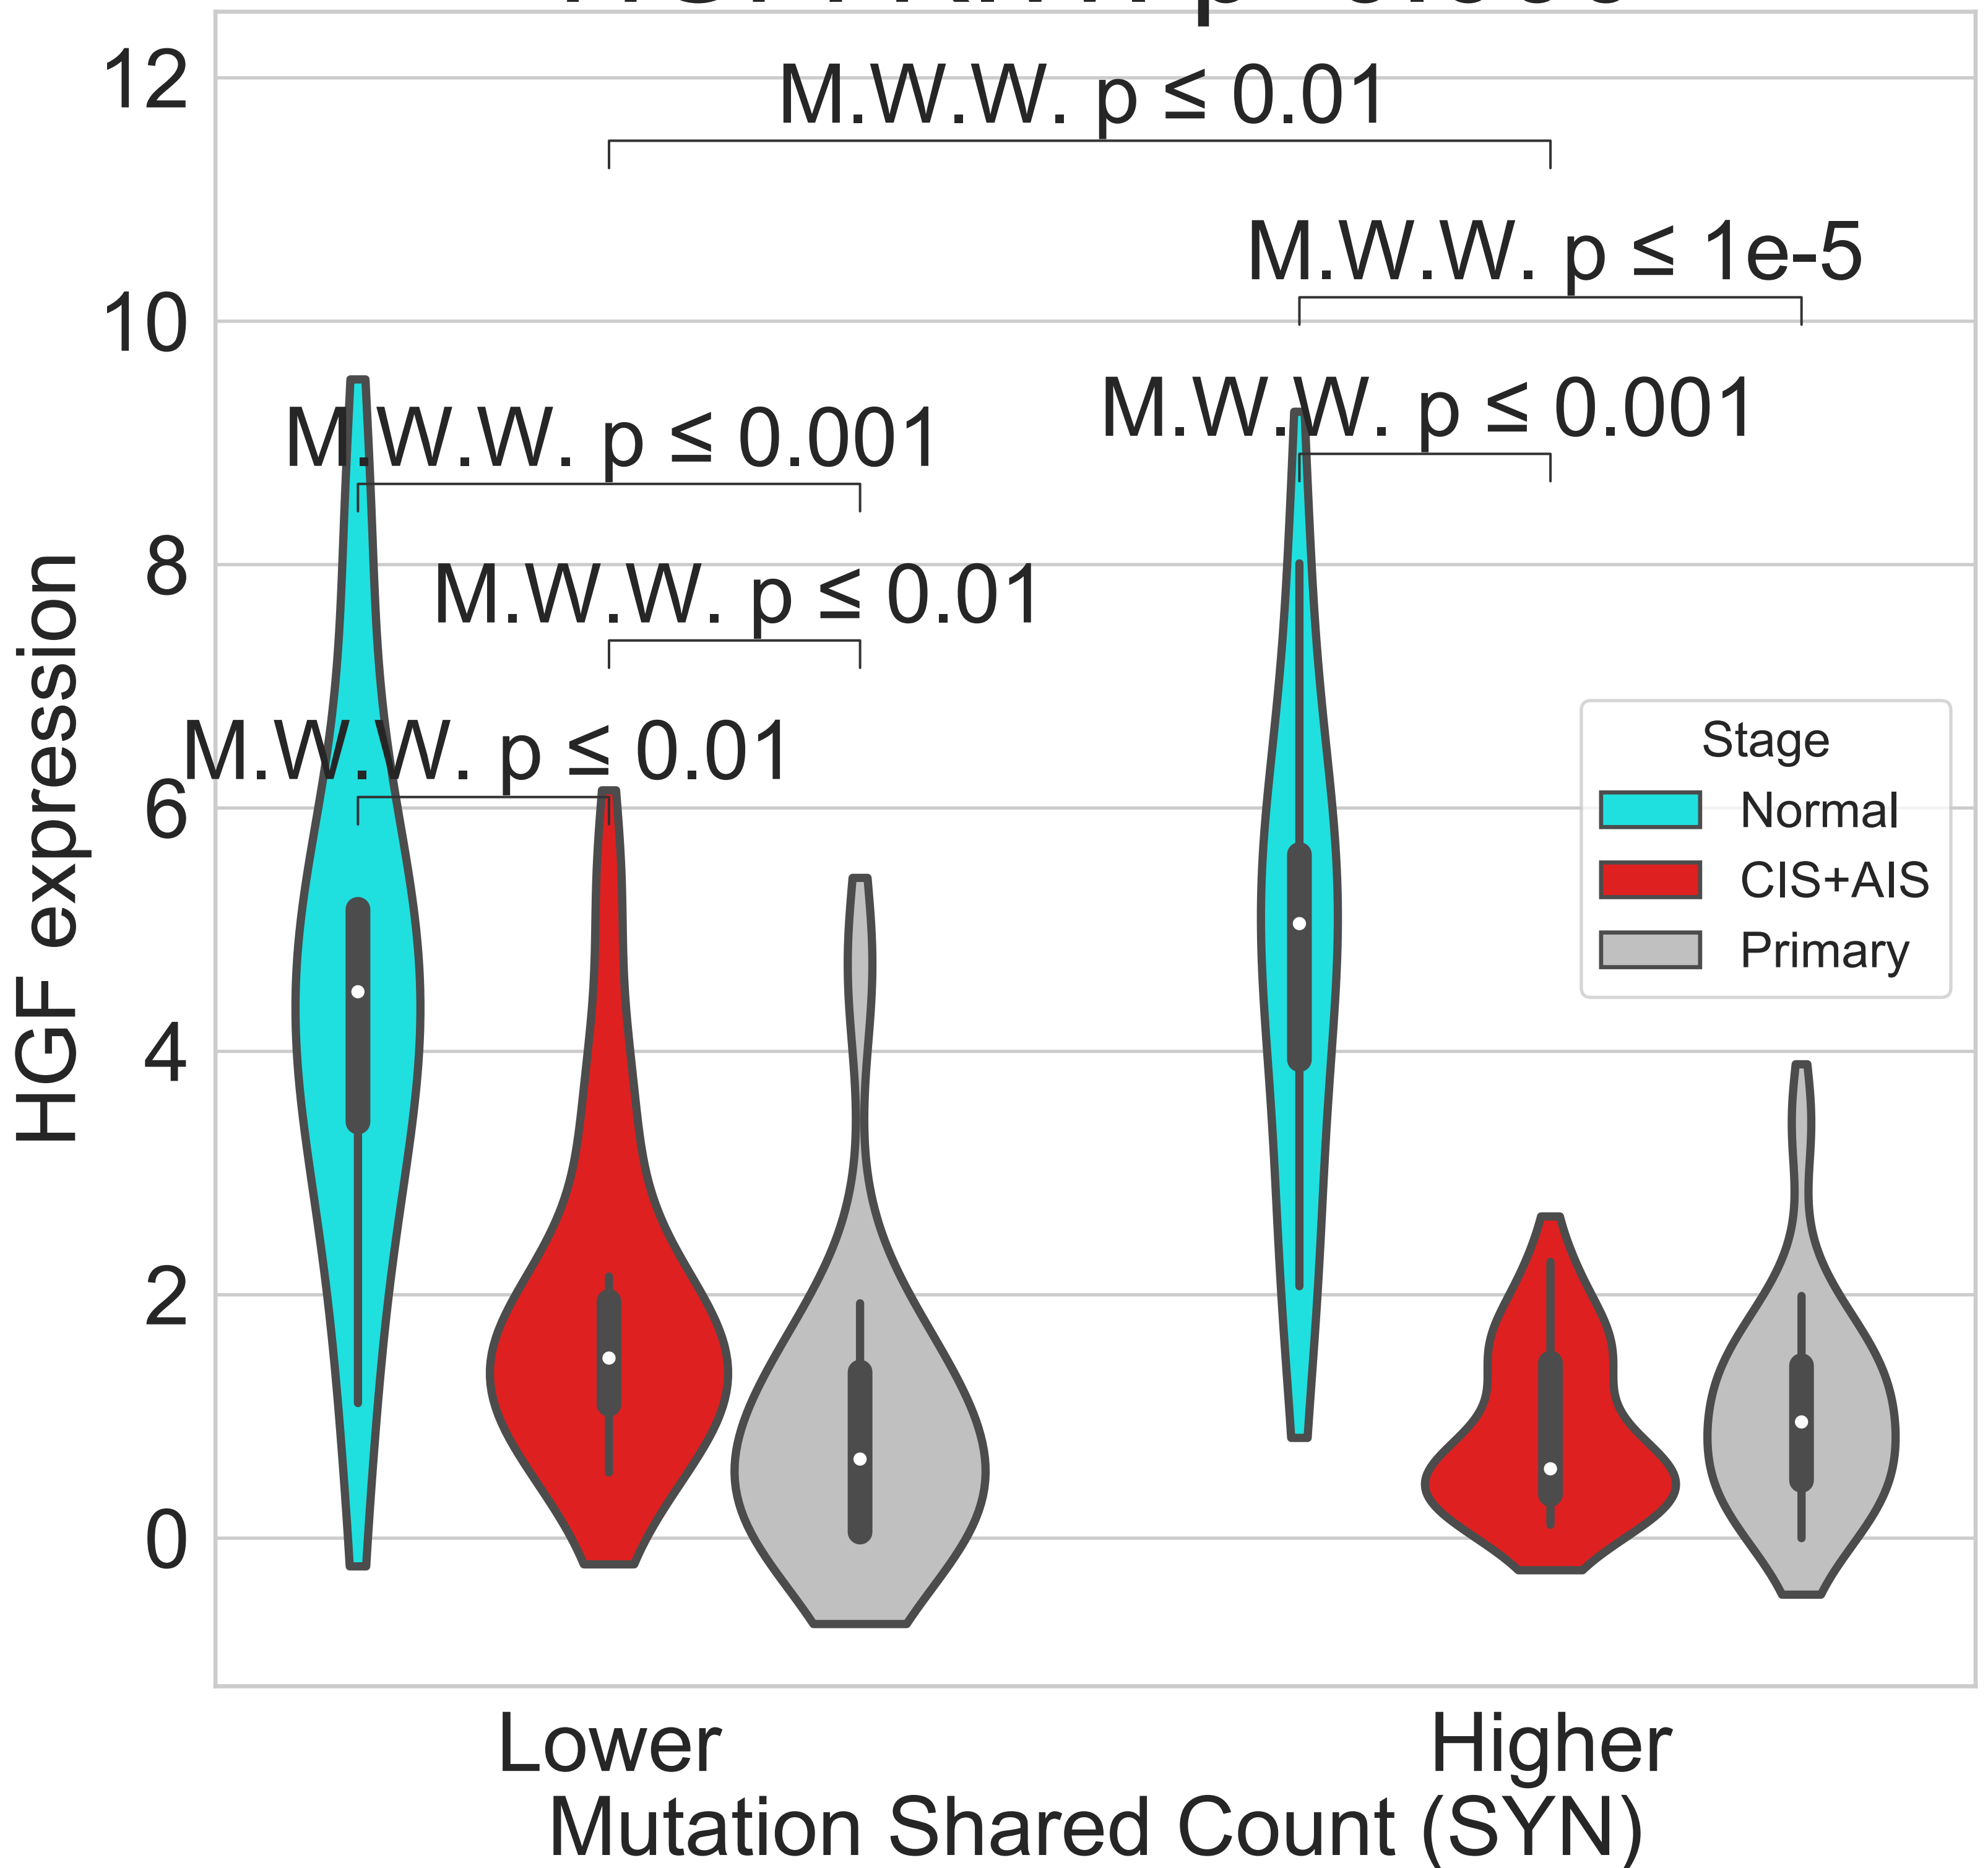 12
M.W.W. p ≤ 0.01
M.W.W. p ≤ 1e-5
10
M.W.W. p ≤ 0.001
M.W.W. p ≤ 0.001
8
M.W.W. p ≤ 0.01
M.W.W. p ≤ 0.01
6
4
2
0
HGF expression
Stage
Normal
CIS+AIS
Primary
Lower
Higher
Mutation Shared Count (SYN)